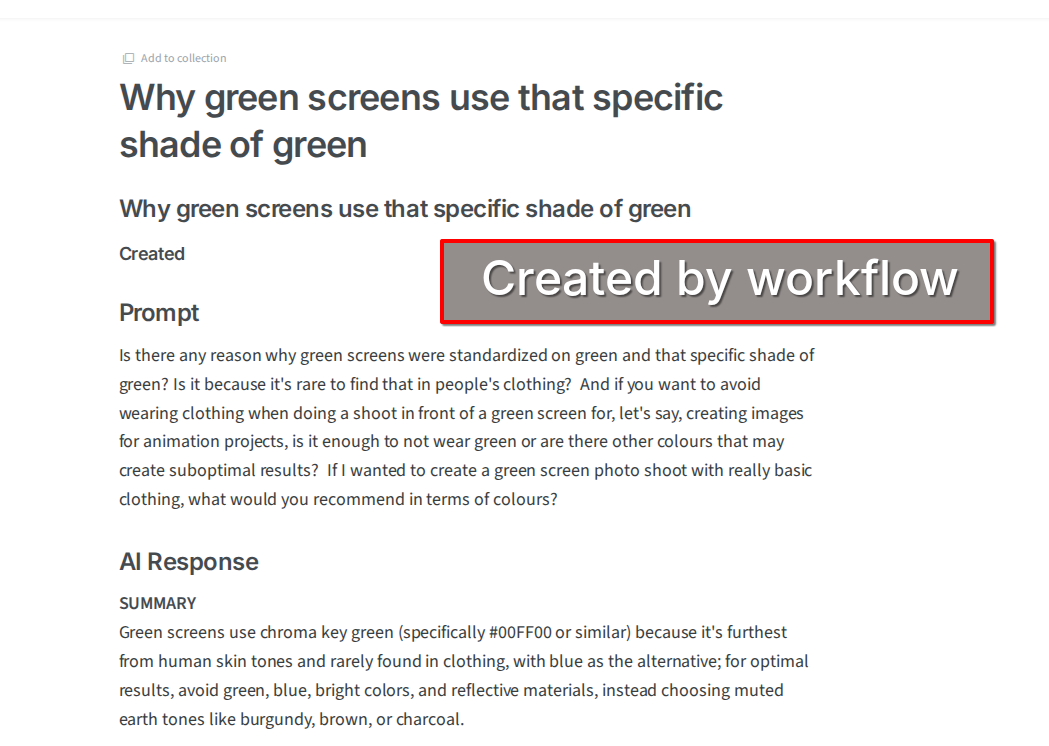 Add to collection
Why green screens use that specific
shade of green
Why green screens use that specific shade of green
Created
Created by workflow
Prompt
Is there any reason why green screens were standardized on green and that specific shade of
green? Is it because it's rare to find that in people's clothing?  And if you want to avoid
wearing clothing when doing a shoot in front of a green screen for, let's say, creating images
for animation projects, is it enough to not wear green or are there other colours that may
create suboptimal results?  If I wanted to create a green screen photo shoot with really basic
clothing, what would you recommend in terms of colours?
AI Response
SUMMARY
Green screens use chroma key green (specifically #00FF00 or similar) because it's furthest
from human skin tones and rarely found in clothing, with blue as the alternative; for optimal
results, avoid green, blue, bright colors, and reflective materials, instead choosing muted
earth tones like burgundy, brown, or charcoal.